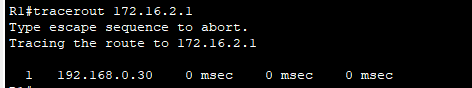 R1#tracerout 172.16.2.1
Type escape sequence to abort.
Tracing the route to 172.16.2.1
1 192.168.0.30 0 msec 0 msec 0 msec